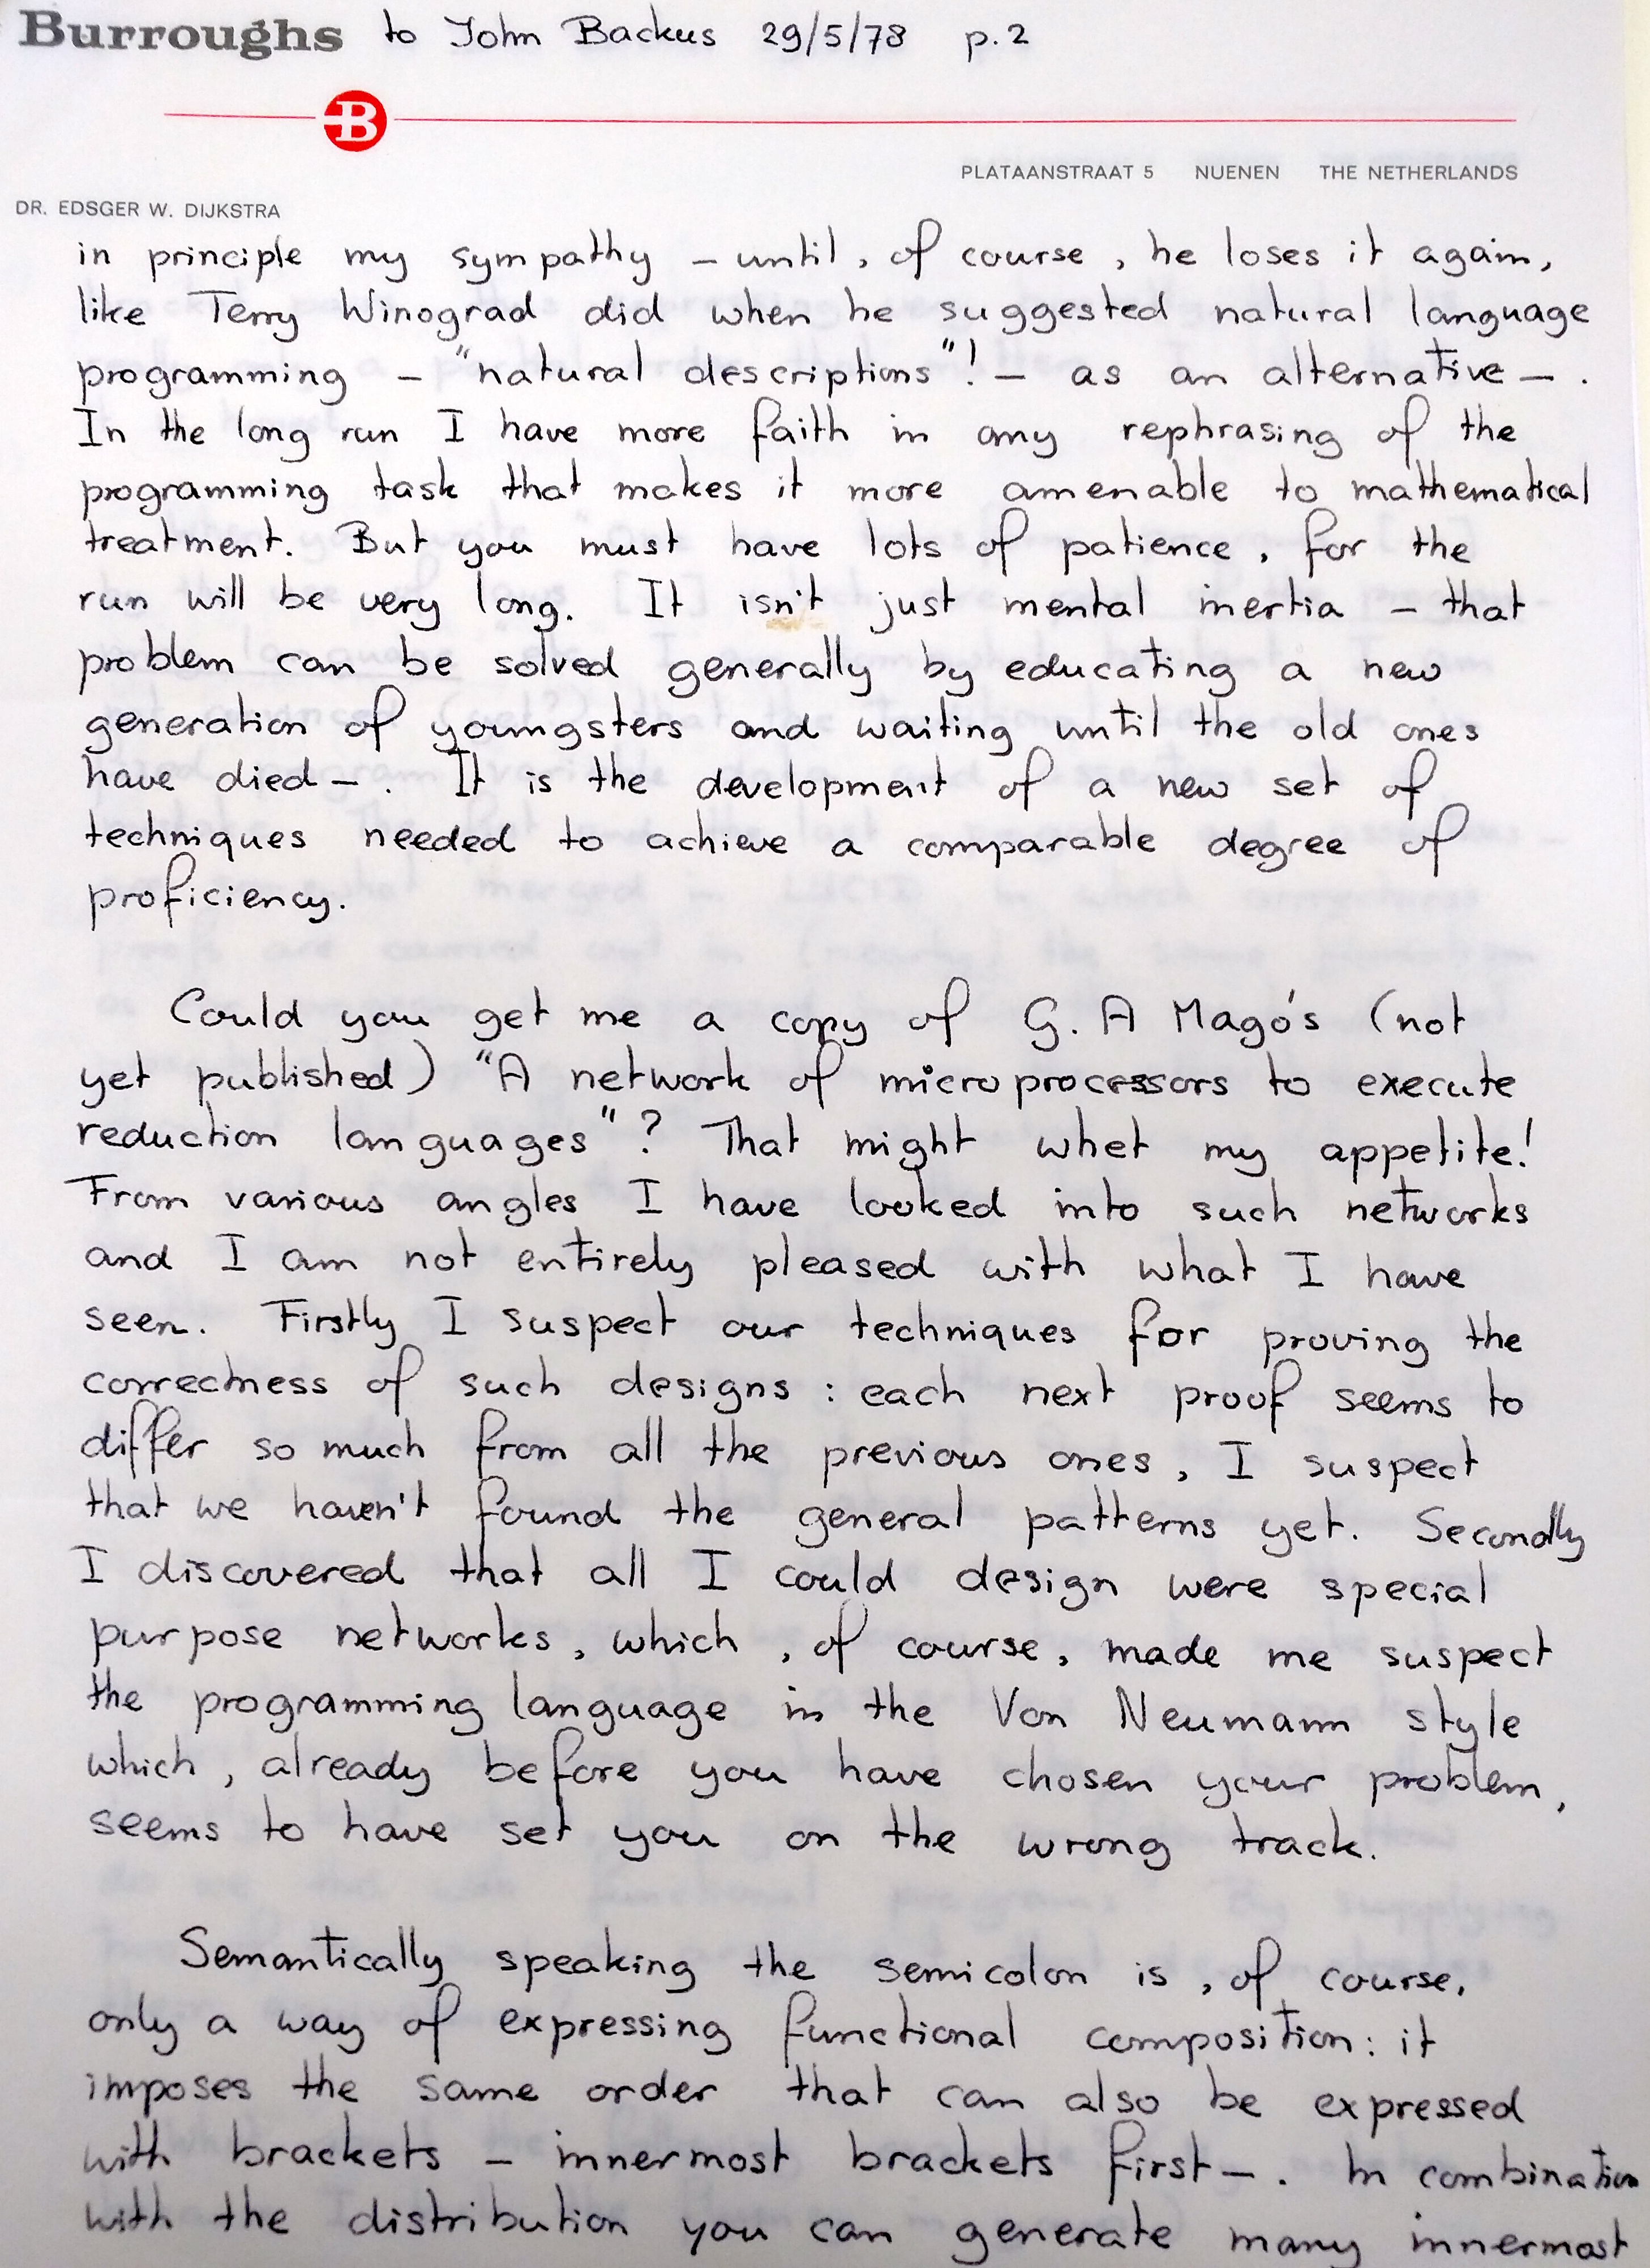 Burroughs to John Backus 29/5/78 p.2
B
PLATAANSTRAAT 5 NUENEN THE NETHERLANDS
DR. EDSGER W. DIJKSTRA
in principle my sympathy – until, of course, he loses it again,
like Terry Winograd did when he suggested natural language
programming – "natural descriptions"! – as an alternative – .
In the long run I have more faith in any rephrasing of the
programming task that makes it more amenable to mathematical
treatment. But you must have lots of patience, for the
run will be very long. It isn't just mental inertia – that
problem can be solved generally by educating a new
generation of youngsters and waiting until the old ones
have died – . It is the development of a new set of
techniques needed to achieve a comparable degree of
proficiency.
Could you get me a copy of G. A Magó's (not
yet published) "A network of microprocessors to execute
reduction languages"? That might whet my appetite!
From various angles I have looked into such networks
and I am not entirely pleased with what I have
seen. Firstly I suspect our techniques for proving the
correctness of such designs : each next proof seems to
differ so much from all the previous ones, I suspect
that we haven't found the general patterns yet. Secondly
I discovered that all I could design were special
purpose networks, which, of course, made me suspect
the programming language in the Von Neumann style
which, already before you have chosen your problem,
seems to have set you on the wrong track.
Semantically speaking the semicolon is, of course,
only a way of expressing functional composition: it
imposes the same order that can also be expressed
with brackets – innermost brackets first – . In combination
with the distribution you can generate many innermost